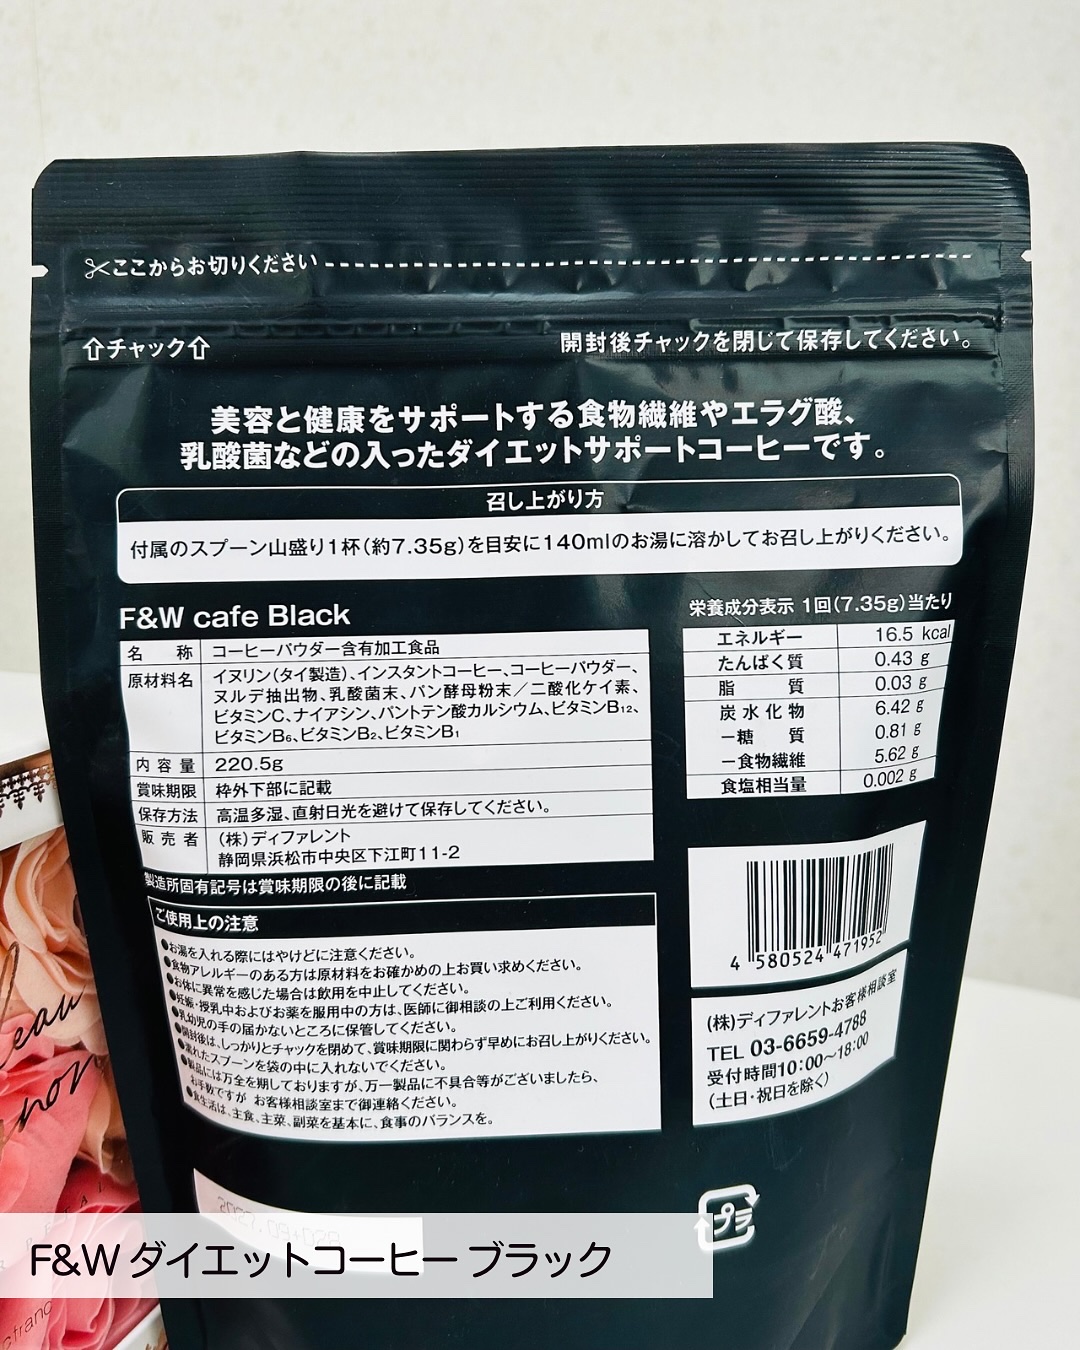 ここからお切りください
⇧チャック⇧
開封後チャックを閉じて保存してください。
美容と健康をサポートする食物繊維やエラグ酸、
乳酸菌などの入ったダイエットサポートコーヒーです。
召し上がり方
付属のスプーン山盛り1杯(約7.35g)を目安に140mlのお湯に溶かしてお召し上がりください。
F&W cafe Black
名 称 コーヒーパウダー含有加工食品
原材料名 イヌリン(タイ製造)、インスタントコーヒー、コーヒーパウダー、
ヌルデ抽出物、乳酸菌末、パン酵母粉末/二酸化ケイ素、
ビタミンC、ナイアシン、パントテン酸カルシウム、ビタミンB12、
ビタミンB6、ビタミンB2、ビタミンB1
内容量 220.5g
賞味期限 枠外下部に記載
保存方法 高温多湿、直射日光を避けて保存してください。
販売者 (株)ディファレント
静岡県浜松市中央区下江町11-2
製造所固有記号は賞味期限の後に記載
栄養成分表示 1回(7.35g)当たり
エネルギー 16.5 kcal
たんぱく質 0.43 g
脂 質 0.03 g
炭水化物 6.42 g
－糖 質 0.81 g
－食物繊維 5.62 g
食塩相当量 0.002 g
ご使用上の注意
●お湯を入れる際にはやけどに注意ください。
●食物アレルギーのある方は原材料をお確かめの上お買い求めください。
●お体に異常を感じた場合は飲用を中止してください。
●妊娠・授乳中およびお薬を服用中の方は、医師に御相談の上ご利用ください。
●乳幼児の手の届かないところに保管してください。
●開封後は、しっかりとチャックを閉めて、賞味期限に関わらず早めにお召し上がりください。
●濡れたスプーンを袋の中に入れないでください。
●製品には万全を期しておりますが、万一製品に不具合等がございましたら、
お手数ですが お客様相談室まで御連絡ください。
●食生活は、主食、主菜、副菜を基本に、食事のバランスを。
4 580524 471952
(株)ディファレントお客様相談室
TEL 03-6659-4788
受付時間10:00〜18:00
(土日・祝日を除く)
プラ
F&W ダイエットコーヒー ブラック